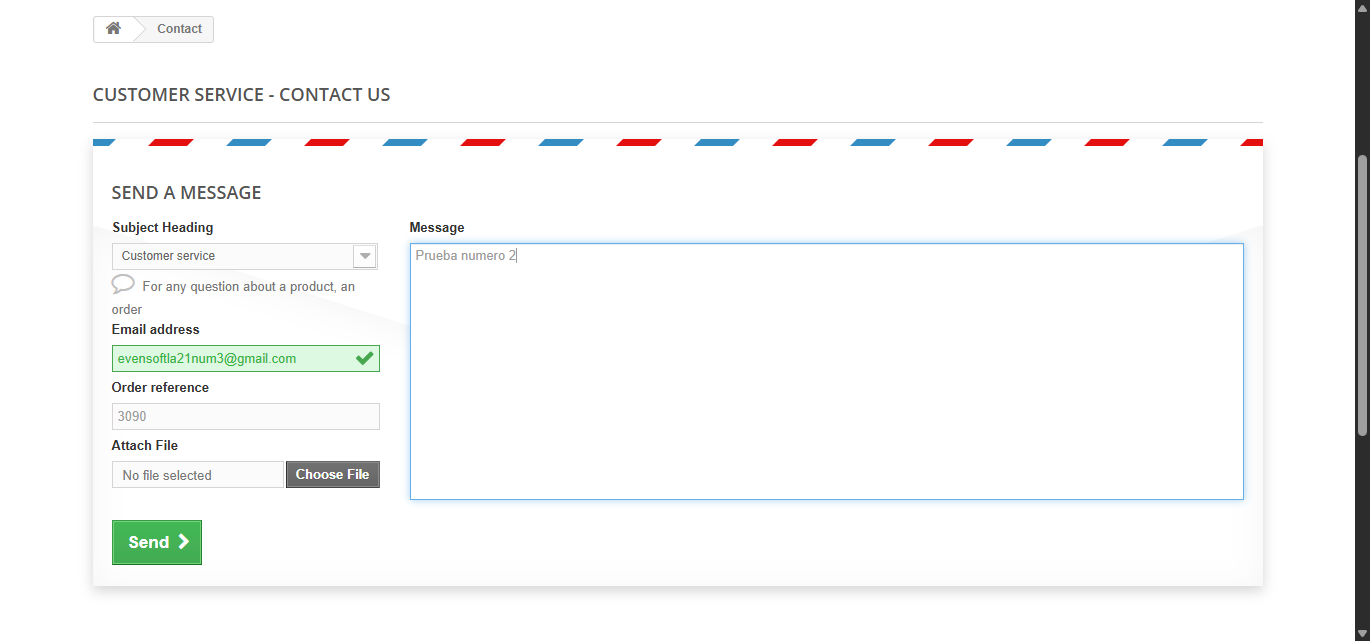 Contact
CUSTOMER SERVICE - CONTACT US
SEND A MESSAGE
Subject Heading
Customer service
For any question about a product, an
order
Email address
evensoftla21num3@gmail.com
Order reference
3090
Attach File
No file selected
Choose File
Message
Prueba numero 2
Send